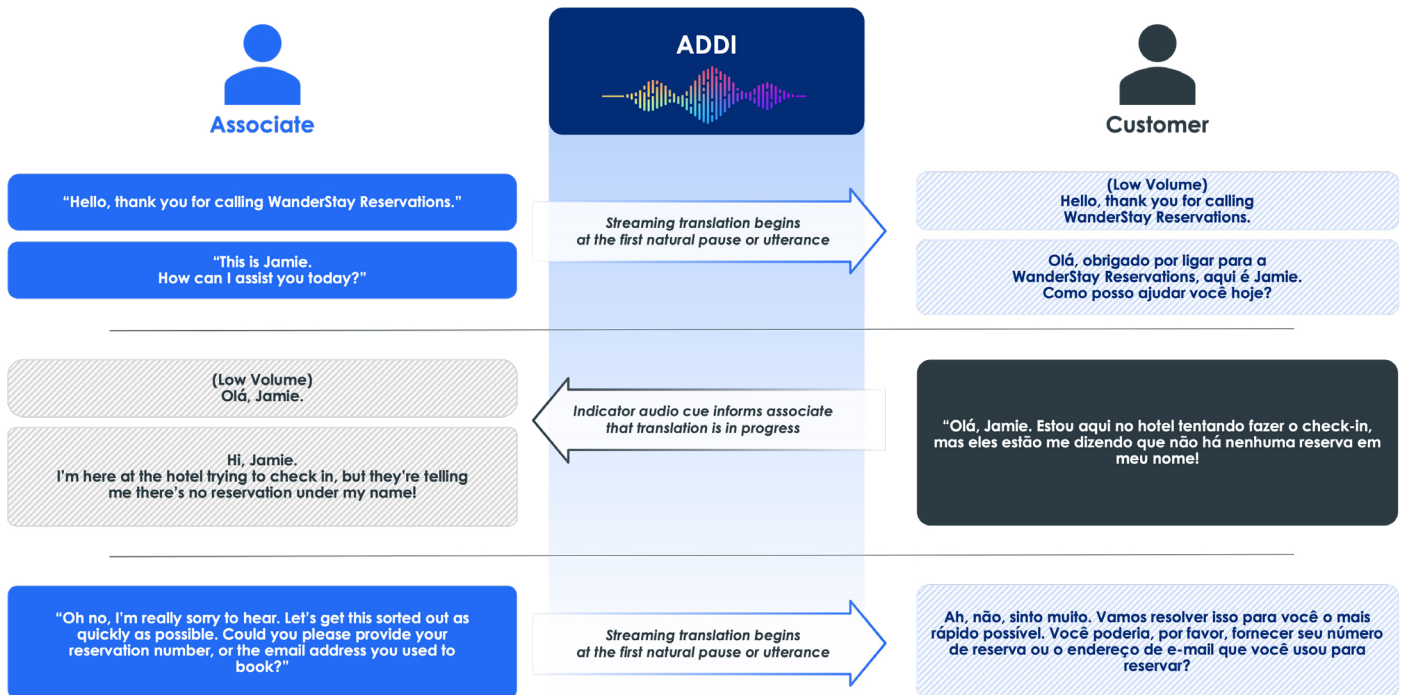 ADDI
Associate
Customer
“Hello, thank you for calling WanderStay Reservations.”
“This is Jamie.
How can I assist you today?”
Streaming translation begins
at the first natural pause or utterance
(Low Volume)
Hello, thank you for calling
WanderStay Reservations.
Olá, obrigado por ligar para a
WanderStay Reservations, aqui é Jamie.
Como posso ajudar você hoje?
(Low Volume)
Olá, Jamie.
Hi, Jamie.
I’m here at the hotel trying to check in, but they’re telling
me there’s no reservation under my name!
Indicator audio cue informs associate
that translation is in progress
“Olá, Jamie. Estou aqui no hotel tentando fazer o check-in,
mas eles estão me dizendo que não há nenhuma reserva em
meu nome!
“Oh no, I’m really sorry to hear. Let’s get this sorted out as
quickly as possible. Could you please provide your
reservation number, or the email address you used to
book?”
Streaming translation begins
at the first natural pause or utterance
Ah, não, sinto muito. Vamos resolver isso para você o mais
rápido possível. Você poderia, por favor, fornecer seu número
de reserva ou o endereço de e-mail que você usou para
reservar?